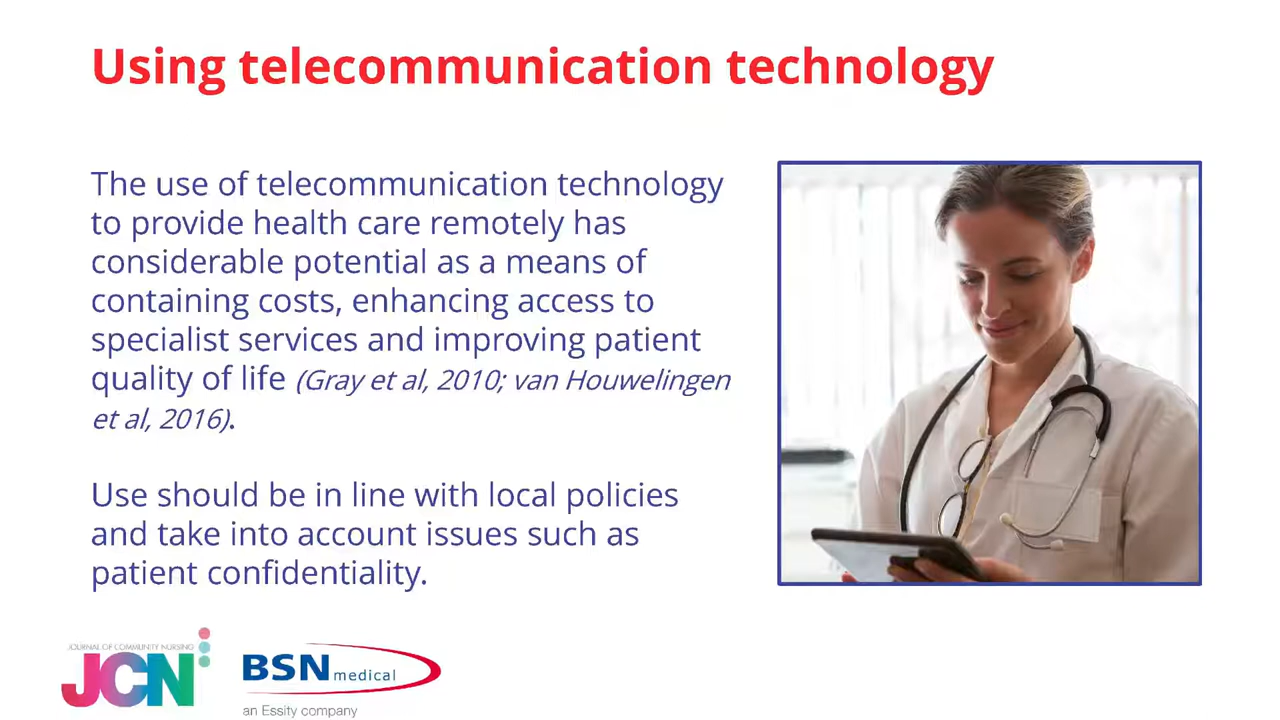 Using telecommunication technology
The use of telecommunication technology
to provide health care remotely has
considerable potential as a means of
containing costs, enhancing access to
specialist services and improving patient
quality of life (Gray et al, 2010; van Houwelingen
et al, 2016).
Use should be in line with local policies
and take into account issues such as
patient confidentiality.
JOURNAL OF COMMUNITY NURSING
JCN
BSN medical
an Essity company